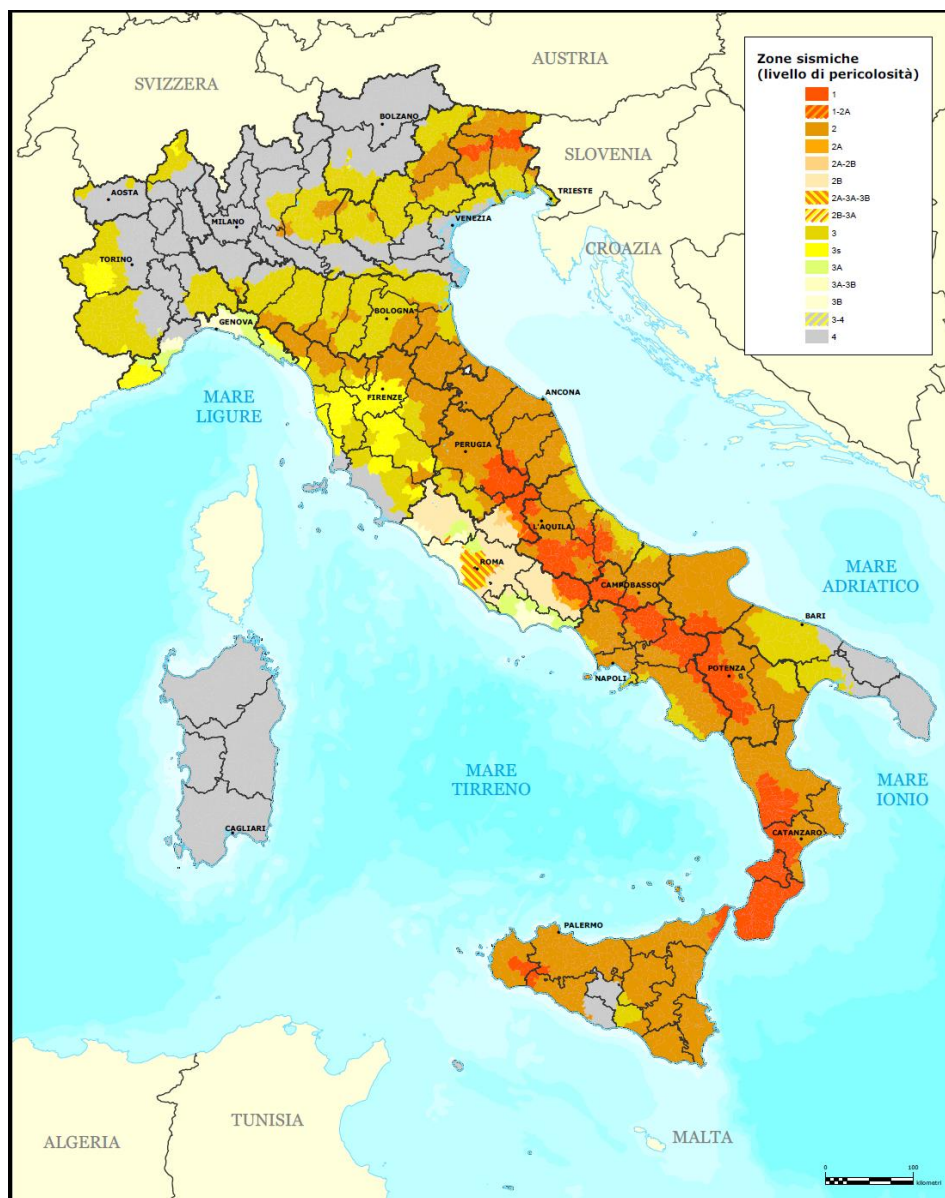 AUSTRIA
SVIZZERA
BOLZANO
SLOVENIA
AOSTA
TRIESTE
MILANO
VENEZIA
CROAZIA
TORINO
BOLOGNA
GENOVA
FIRENZE
ANCONA
MARE
LIGURE
PERUGIA
L'AQUILA
ROMA
MARE
ADRIATICO
CAMPOBASSO
BARI
NAPOLI
POTENZA
MARE
TIRRENO
MARE
IONIO
CAGLIARI
CATANZARO
PALERMO
TUNISIA
ALGERIA
MALTA
Zone sismiche
(livello di pericolosità)
1
1-2A
2
2A
2A-2B
2B
2A-3A-3B
2B-3A
3
3s
3A
3A-3B
3B
3-4
4
0 100
kilometri